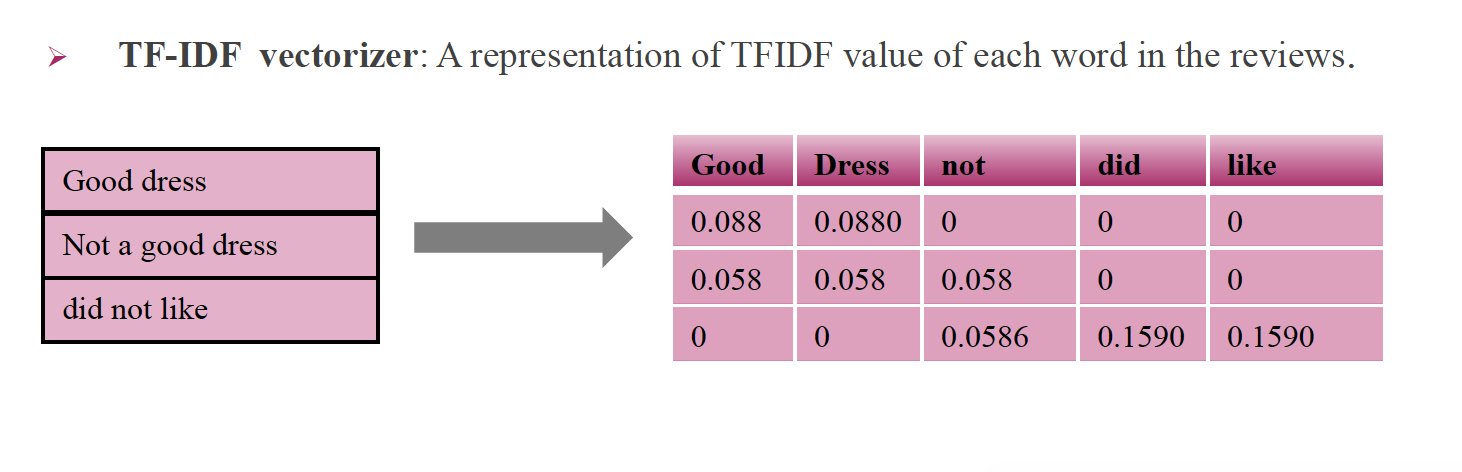 TF-IDF vectorizer: A representation of TFIDF value of each word in the reviews.
Good dress
Not a good dress
did not like
Good Dress not did like
0.088 0.0880 0 0 0
0.058 0.058 0.058 0 0
0 0 0.0586 0.1590 0.1590